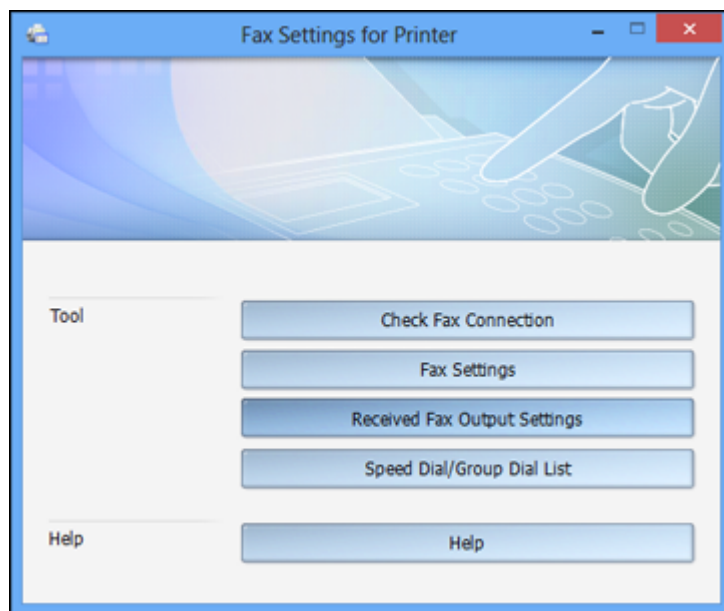 Fax Settings for Printer
Tool
Check Fax Connection
Fax Settings
Received Fax Output Settings
Speed Dial/Group Dial List
Help
Help